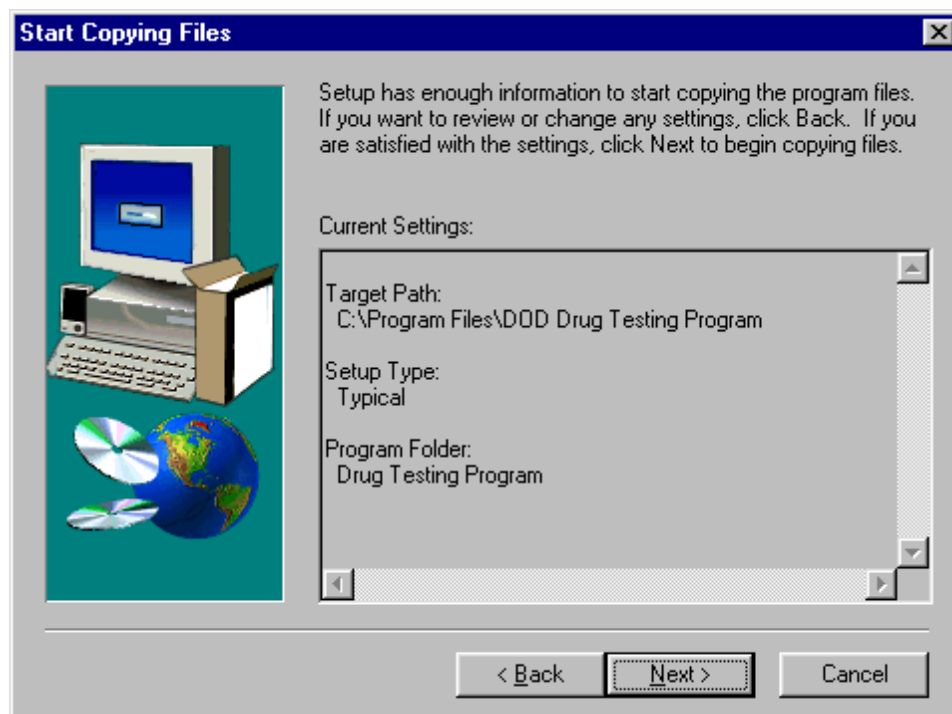 Start Copying Files
Setup has enough information to start copying the program files.
If you want to review or change any settings, click Back.  If you
are satisfied with the settings, click Next to begin copying files.
Current Settings:
Target Path:
C:\Program Files\DOD Drug Testing Program
Setup Type:
Typical
Program Folder:
Drug Testing Program
< Back
Next >
Cancel